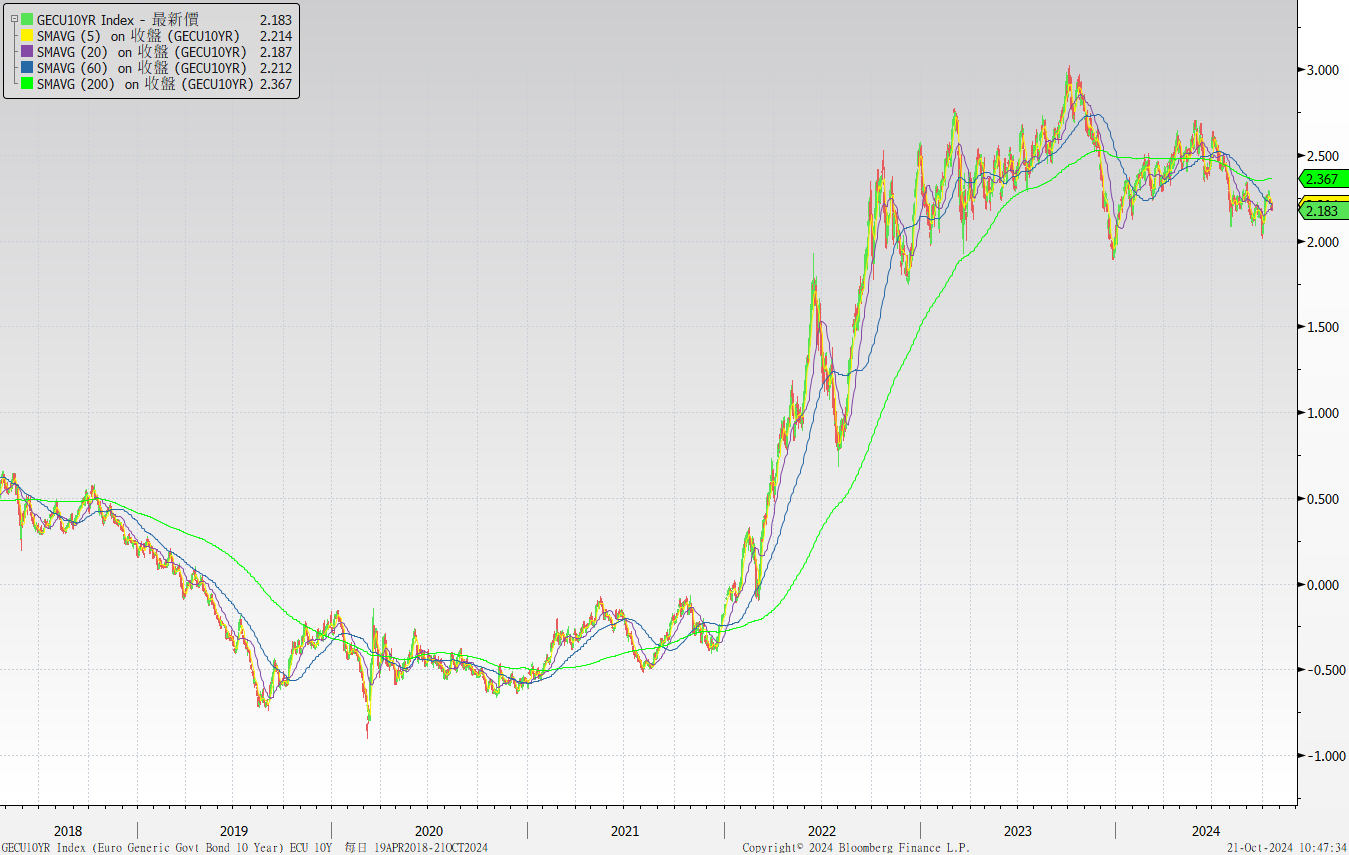 GECU10YR Index - 最新價 2.183
SMAVG (5) on 收盤 (GECU10YR) 2.214
SMAVG (20) on 收盤 (GECU10YR) 2.187
SMAVG (60) on 收盤 (GECU10YR) 2.212
SMAVG (200) on 收盤 (GECU10YR) 2.367
3.000
2.500
2.367
2.183
2.000
1.500
1.000
0.500
0.000
-0.500
-1.000
2018 2019 2020 2021 2022 2023 2024
GECU10YR Index (Euro Generic Govt Bond 10 Year) ECU 10Y 每日 19APR2018-21OCT2024 Copyright© 2024 Bloomberg Finance L.P. 21-Oct-2024 10:47:34